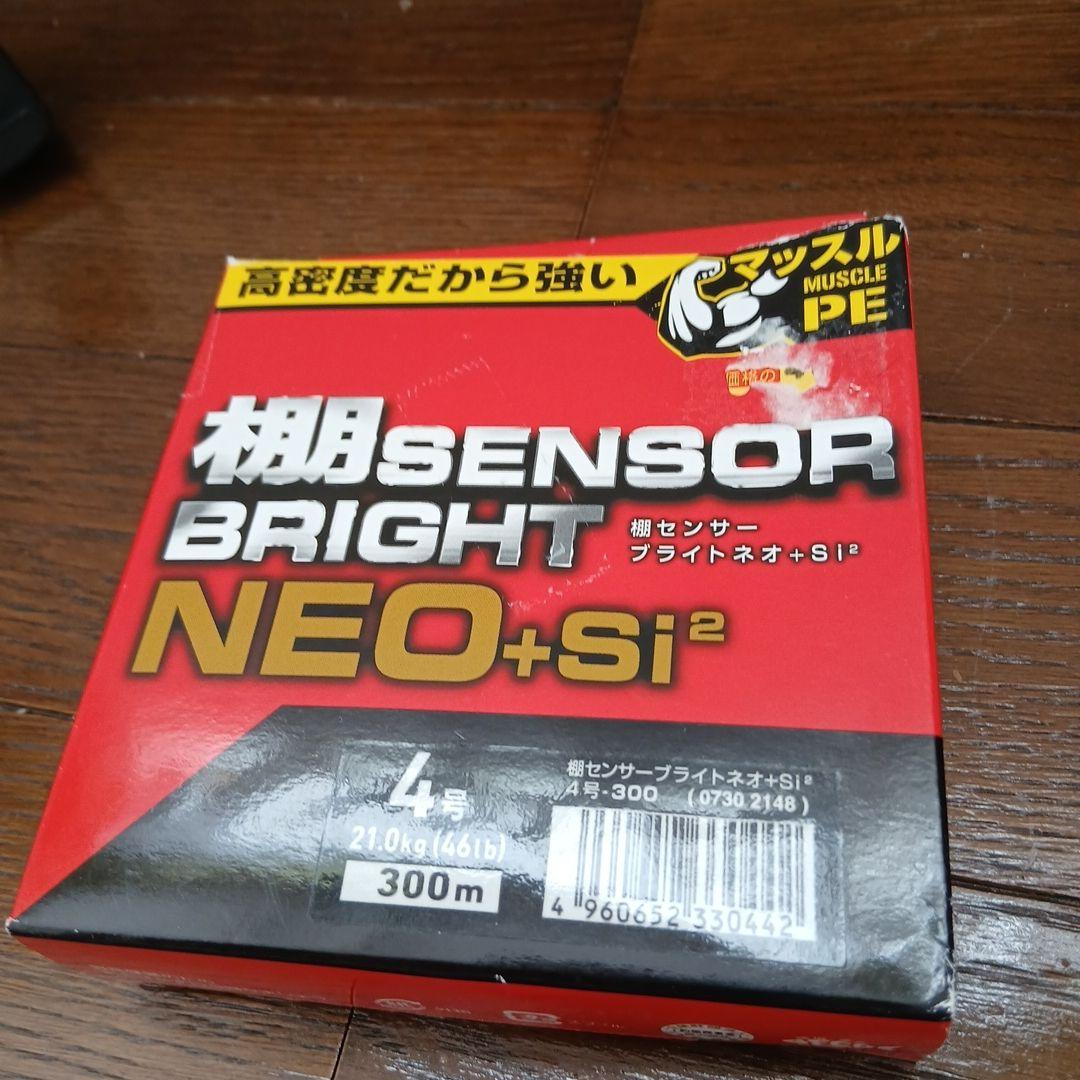 高密度だから強い
マッスル
MUSCLE
PE
価格の
棚SENSOR
BRIGHT
棚センサー
ブライトネオ+Si²
NEO+Si²
4号
21.0kg(46lb)
300m
棚センサーブライトネオ+Si²
4号-300 (0730 2148)
4 960652 330442